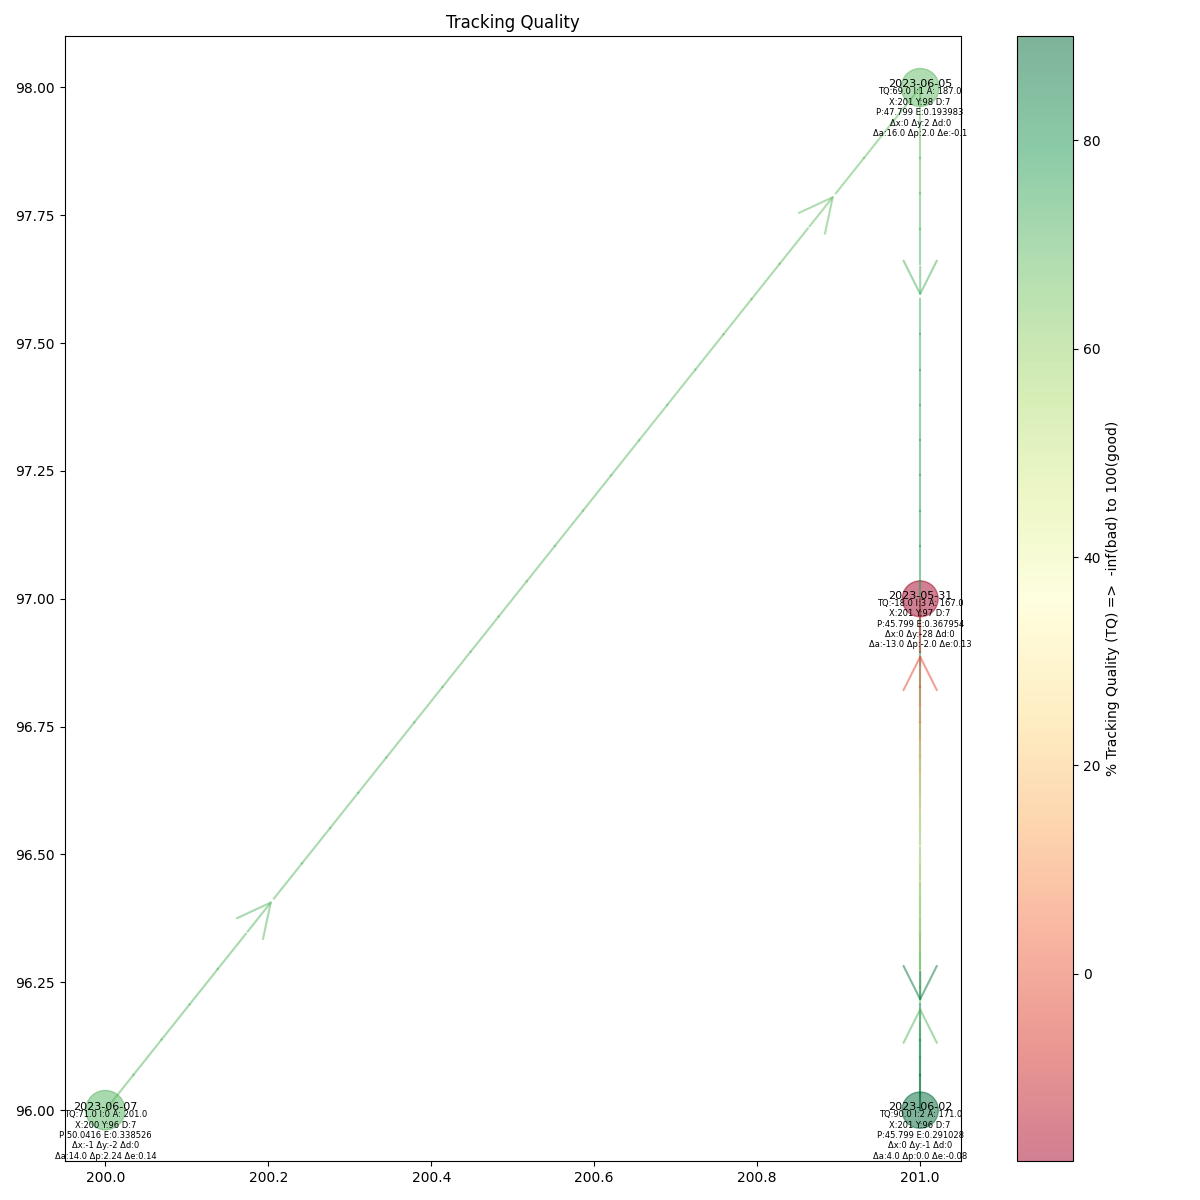 Tracking Quality
98.00
97.75
97.50
97.25
97.00
96.75
96.50
96.25
96.00
200.0
200.2
200.4
200.6
200.8
201.0
2023-06-05
TQ:69.0 I:1 A: 187.0
X:201 Y:98 D:7
P:47.799 E:0.193983
Δx:0 Δy:2 Δd:0
Δa:16.0 Δp:2.0 Δe:-0.1
2023-05-31
TQ:-18.0 I:3 A: 167.0
X:201 Y:97 D:7
P:45.799 E:0.367954
Δx:0 Δy:-28 Δd:0
Δa:-13.0 Δp:-2.0 Δe:0.13
2023-06-07
TQ:71.0 I:0 A: 201.0
X:200 Y:96 D:7
P:50.0416 E:0.338526
Δx:-1 Δy:-2 Δd:0
Δa:14.0 Δp:2.24 Δe:0.14
2023-06-02
TQ:90.0 I:2 A: 171.0
X:201 Y:96 D:7
P:45.799 E:0.291028
Δx:0 Δy:-1 Δd:0
Δa:4.0 Δp:0.0 Δe:-0.08
80
60
40
20
0
% Tracking Quality (TQ) =>  -inf(bad) to 100(good)